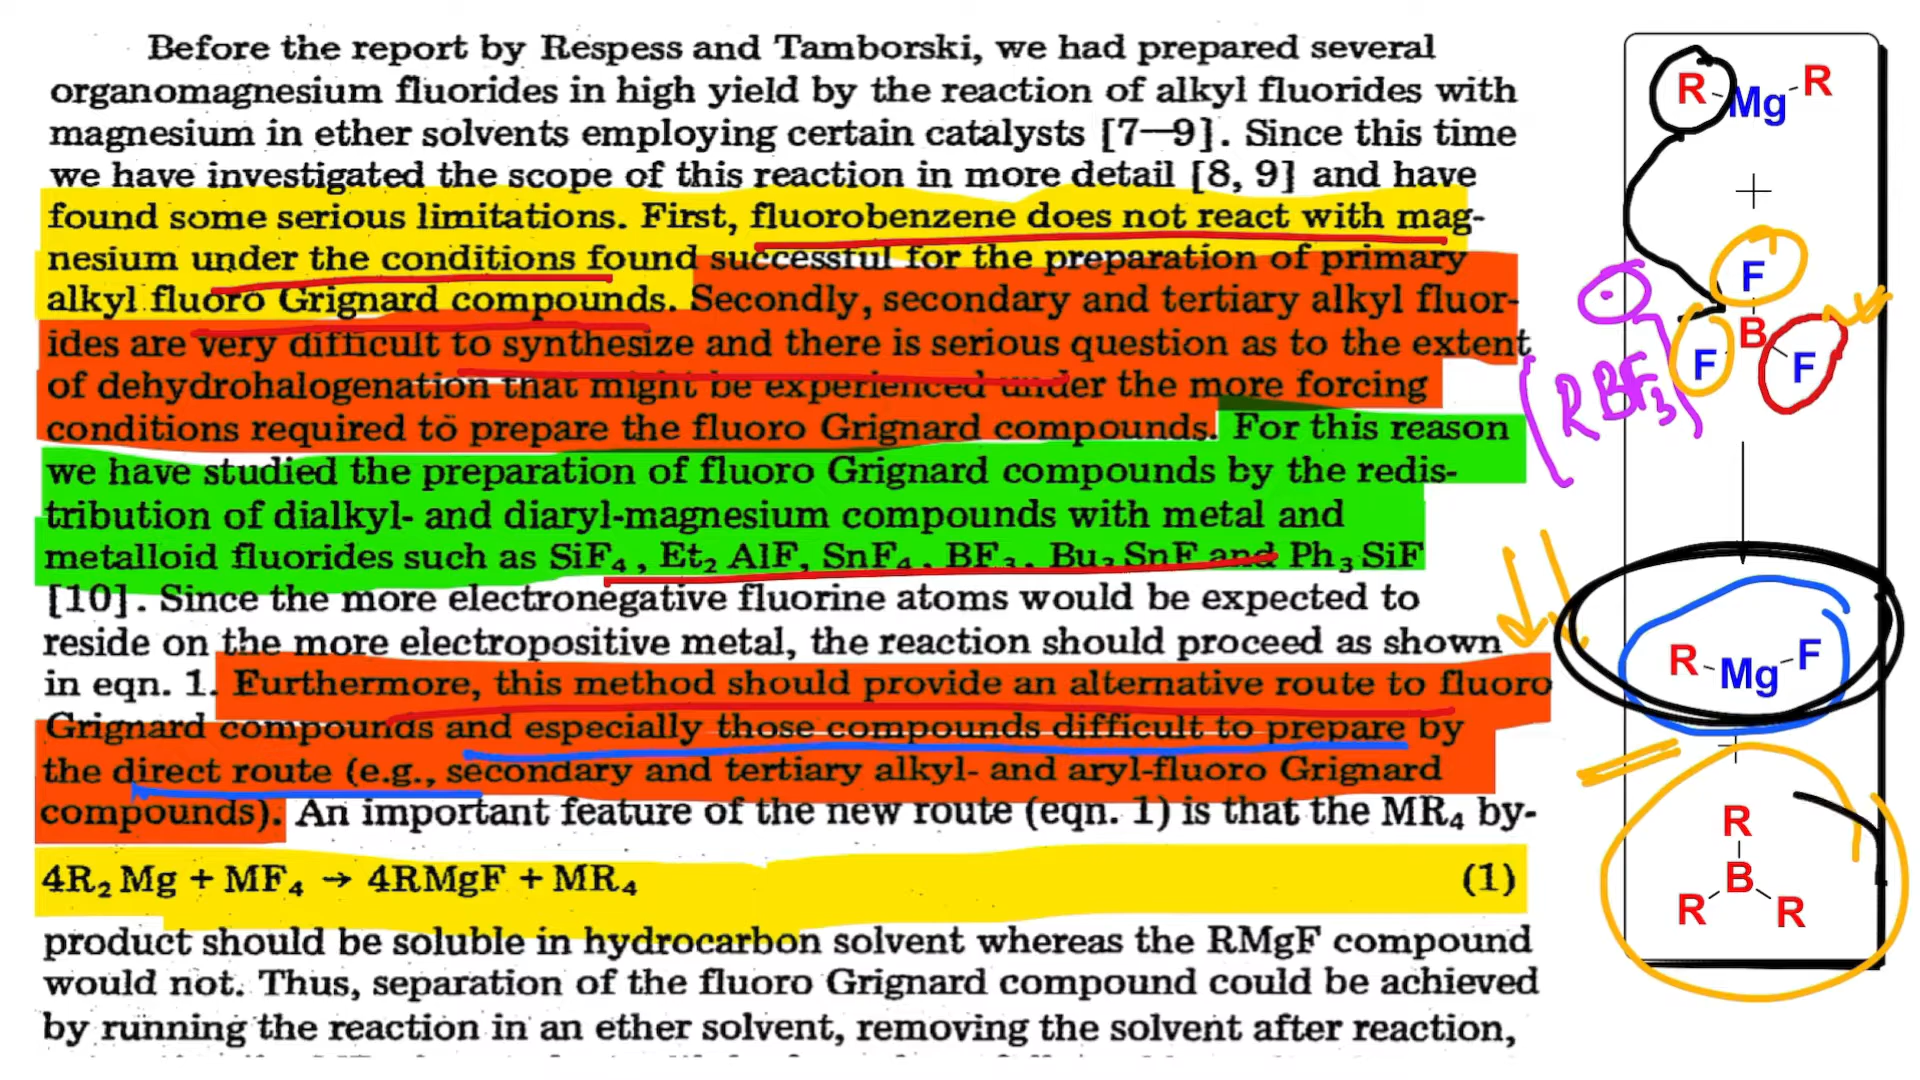 Before the report by Respess and Tamborski, we had prepared several
organomagnesium fluorides in high yield by the reaction of alkyl fluorides with
magnesium in ether solvents employing certain catalysts [7—9]. Since this time
we have investigated the scope of this reaction in more detail [8, 9] and have
found some serious limitations. First, fluorobenzene does not react with mag-
nesium under the conditions found successful for the preparation of primary
alkyl fluoro Grignard compounds. Secondly, secondary and tertiary alkyl fluor-
ides are very difficult to synthesize and there is serious question as to the extent
of dehydrohalogenation that might be experienced under the more forcing
conditions required to prepare the fluoro Grignard compounds. For this reason
we have studied the preparation of fluoro Grignard compounds by the redis-
tribution of dialkyl- and diaryl-magnesium compounds with metal and
metalloid fluorides such as SiF₄, Et₂AlF, SnF₄, BF₃, Bu₃SnF and Ph₃SiF
[10]. Since the more electronegative fluorine atoms would be expected to
reside on the more electropositive metal, the reaction should proceed as shown
in eqn. 1. Furthermore, this method should provide an alternative route to fluoro
Grignard compounds and especially those compounds difficult to prepare by
the direct route (e.g., secondary and tertiary alkyl- and aryl-fluoro Grignard
compounds). An important feature of the new route (eqn. 1) is that the MR₄ by-
4R₂Mg + MF₄ → 4RMgF + MR₄ (1)
product should be soluble in hydrocarbon solvent whereas the RMgF compound
would not. Thus, separation of the fluoro Grignard compound could be achieved
by running the reaction in an ether solvent, removing the solvent after reaction,
R Mg R
+
F
B
F F
(RBF₃)
R Mg F
+
R
B
R R